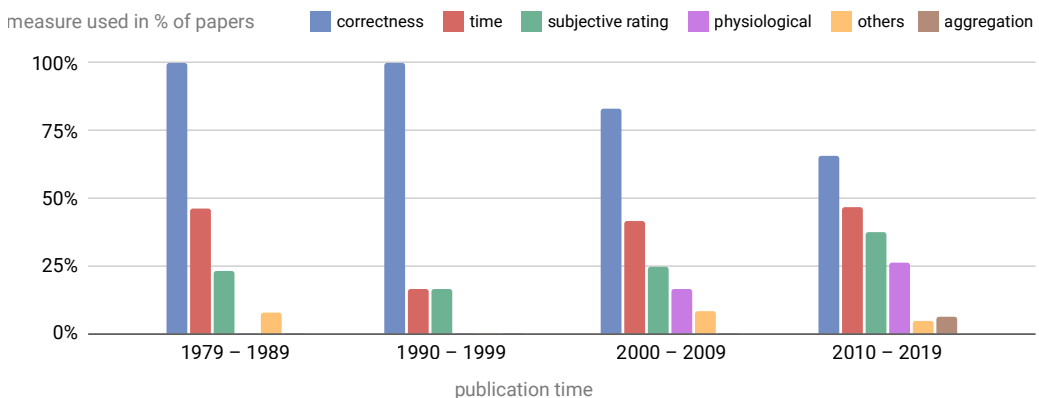 measure used in % of papers
correctness time subjective rating physiological others aggregation
100%
75%
50%
25%
0%
1979 – 1989 1990 – 1999 2000 – 2009 2010 – 2019
publication time